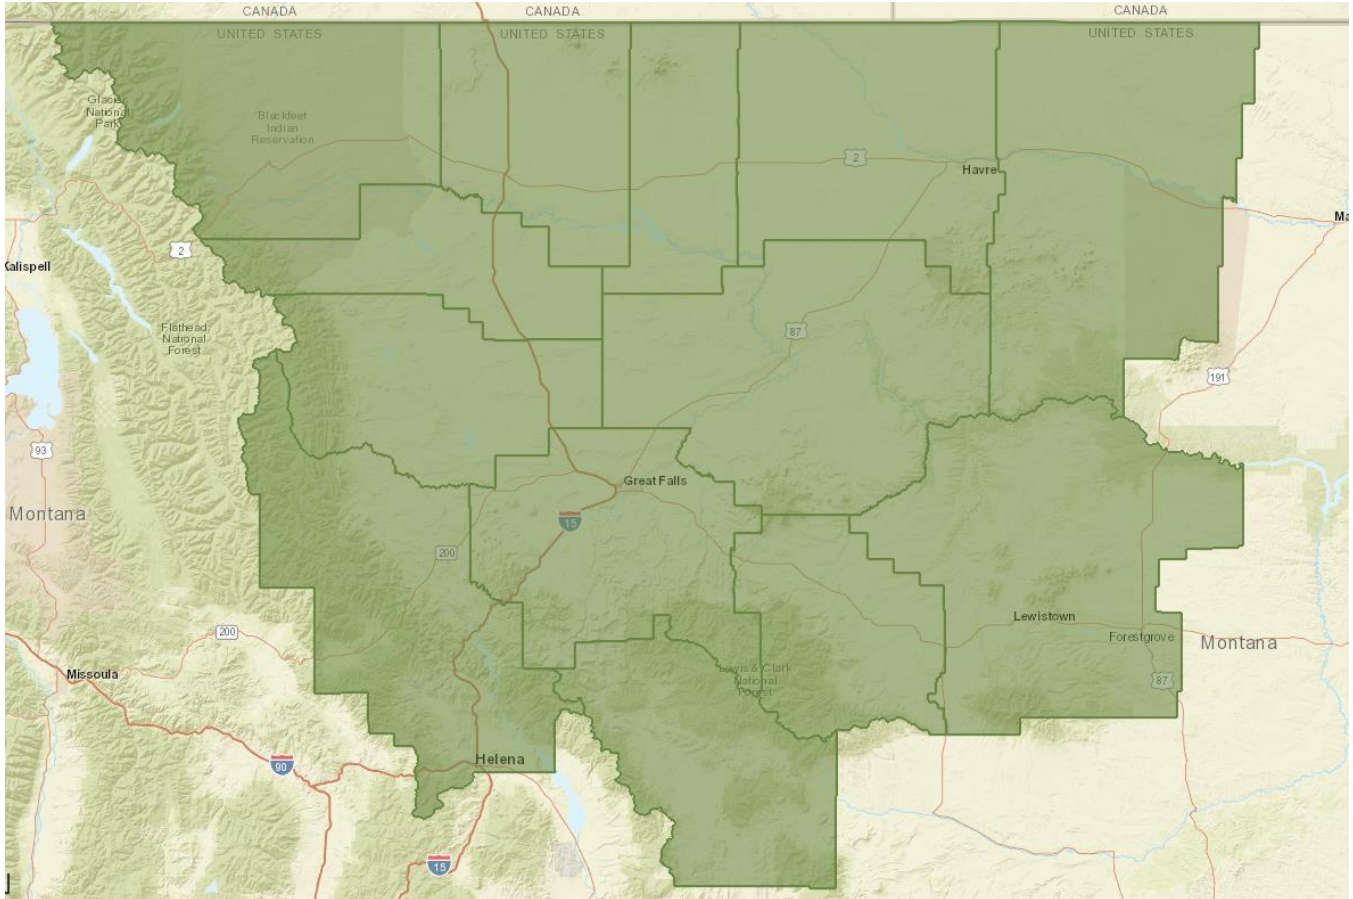 CANADA
CANADA
CANADA
UNITED STATES
UNITED STATES
UNITED STATES
Glacier
National
Park
Blackfeet
Indian
Reservation
2
Havre
Ma
2
Kalispell
Flathead
National
Forest
87
191
93
Great Falls
Montana
15
200
Lewistown
200
Forestgrove
Montana
Missoula
Lewis & Clark
National
Forest
87
Helena
90
15